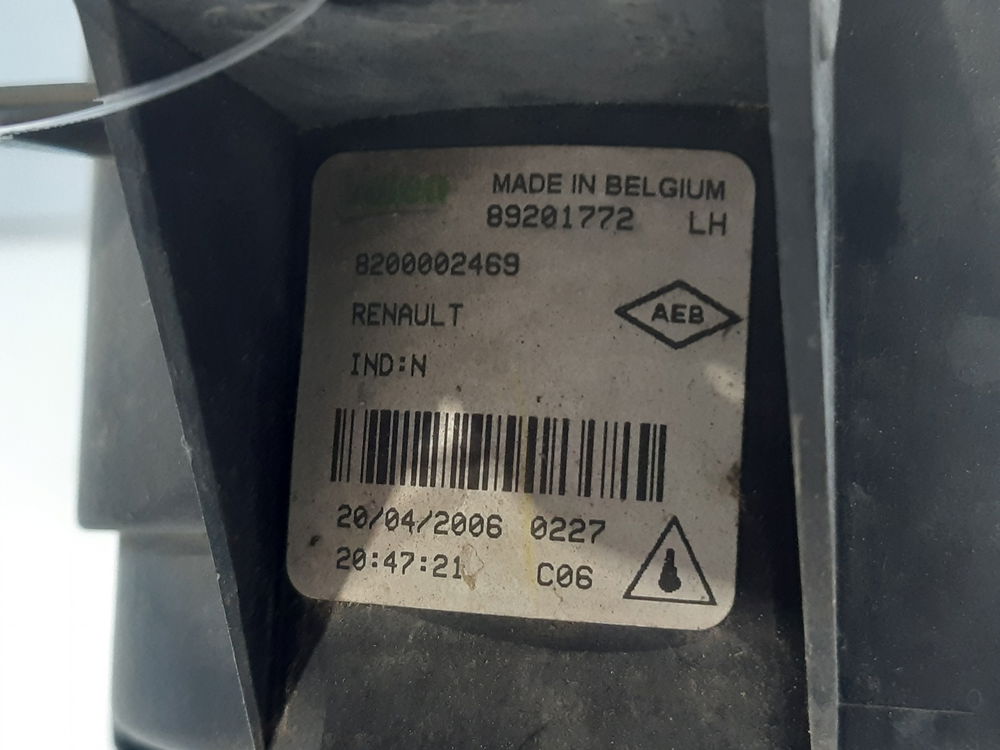 MADE IN BELGIUM
89201772 LH
8200002469
RENAULT
AEB
IND:N
20/04/2006 0227
20:47:21 C06